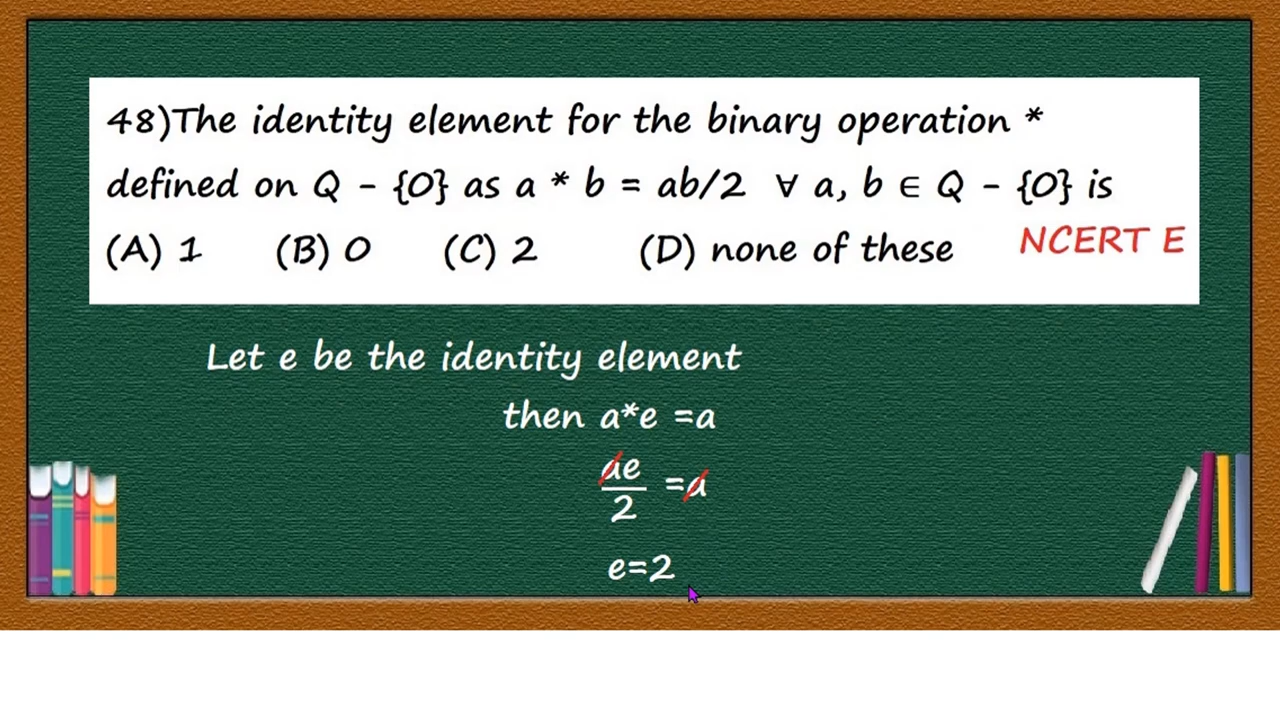 48)The identity element for the binary operation *
defined on Q - {0} as a * b = ab/2 ∀ a, b ∈ Q - {0} is
(A) 1 (B) 0 (C) 2 (D) none of these
NCERT E
Let e be the identity element
then a*e =a
ae/2 =a
e=2